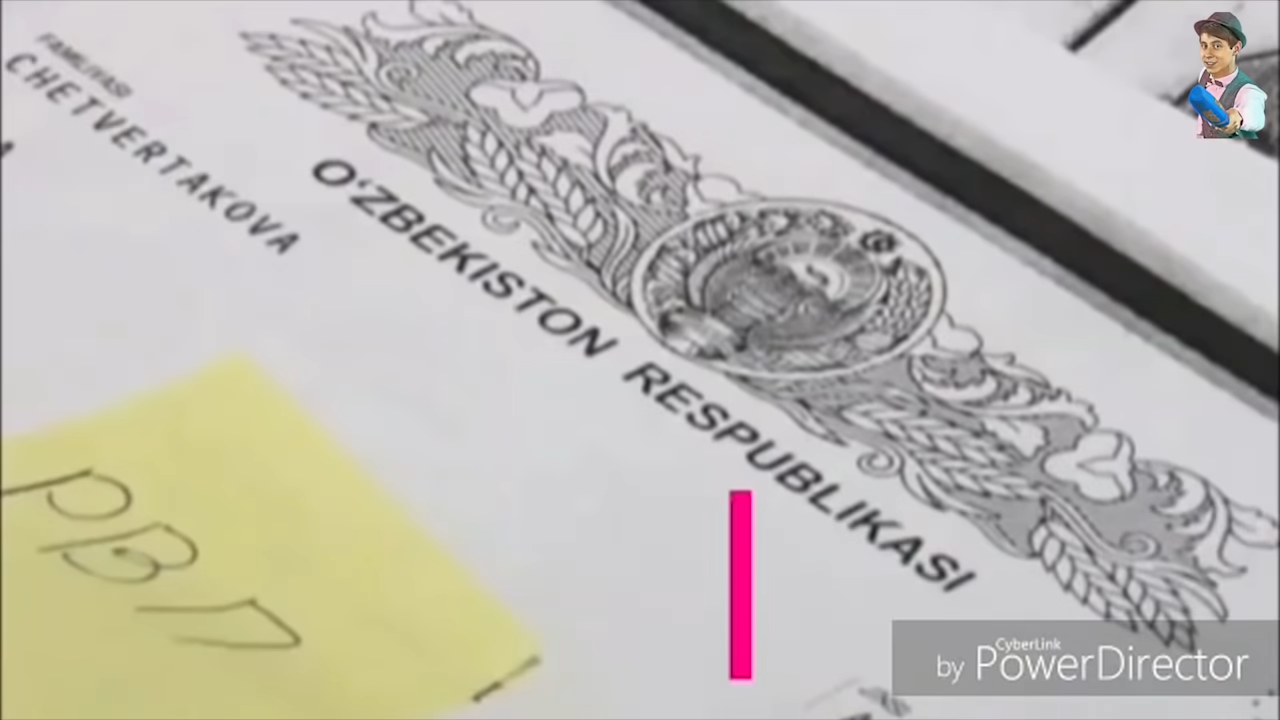 FAMILIYASI
CHETVERTAKOVA
O‘ZBEKISTON RESPUBLIKASI
CyberLink
by PowerDirector